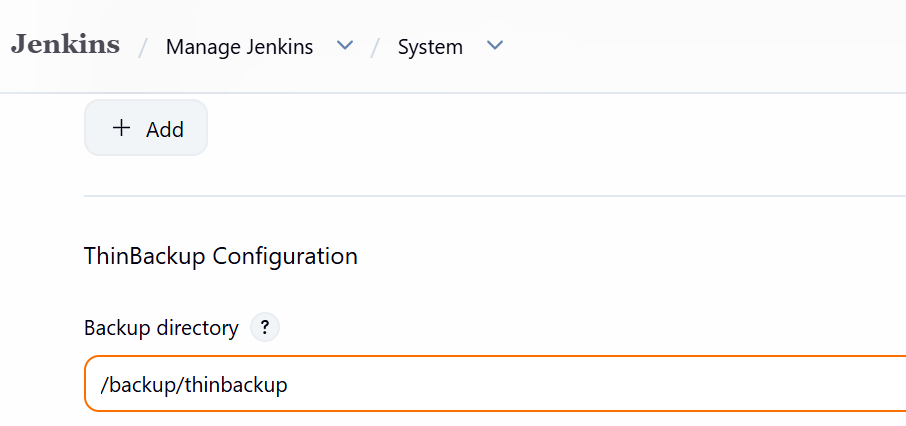 Jenkins / Manage Jenkins / System
+ Add
ThinBackup Configuration
Backup directory ?
/backup/thinbackup